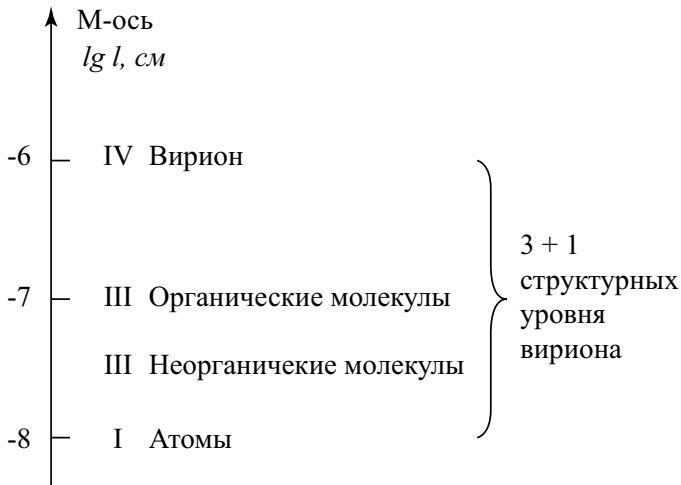 М-ось
lg l, см
-6 IV Вирион
3 + 1
структурных
уровня
вириона
-7 III Органические молекулы
III Неорганичекие молекулы
-8 I Атомы